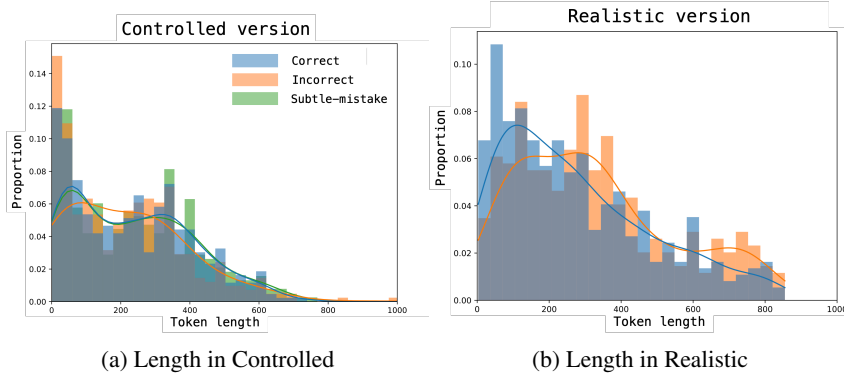 Controlled version
0.14
0.12
0.10
0.08
0.06
0.04
0.02
0.00
Proportion
Correct
Incorrect
Subtle-mistake
0 200 400 600 800 1000
Token length
(a) Length in Controlled
Realistic version
0.10
0.08
0.06
0.04
0.02
0.00
Proportion
0 200 400 600 800 1000
Token length
(b) Length in Realistic